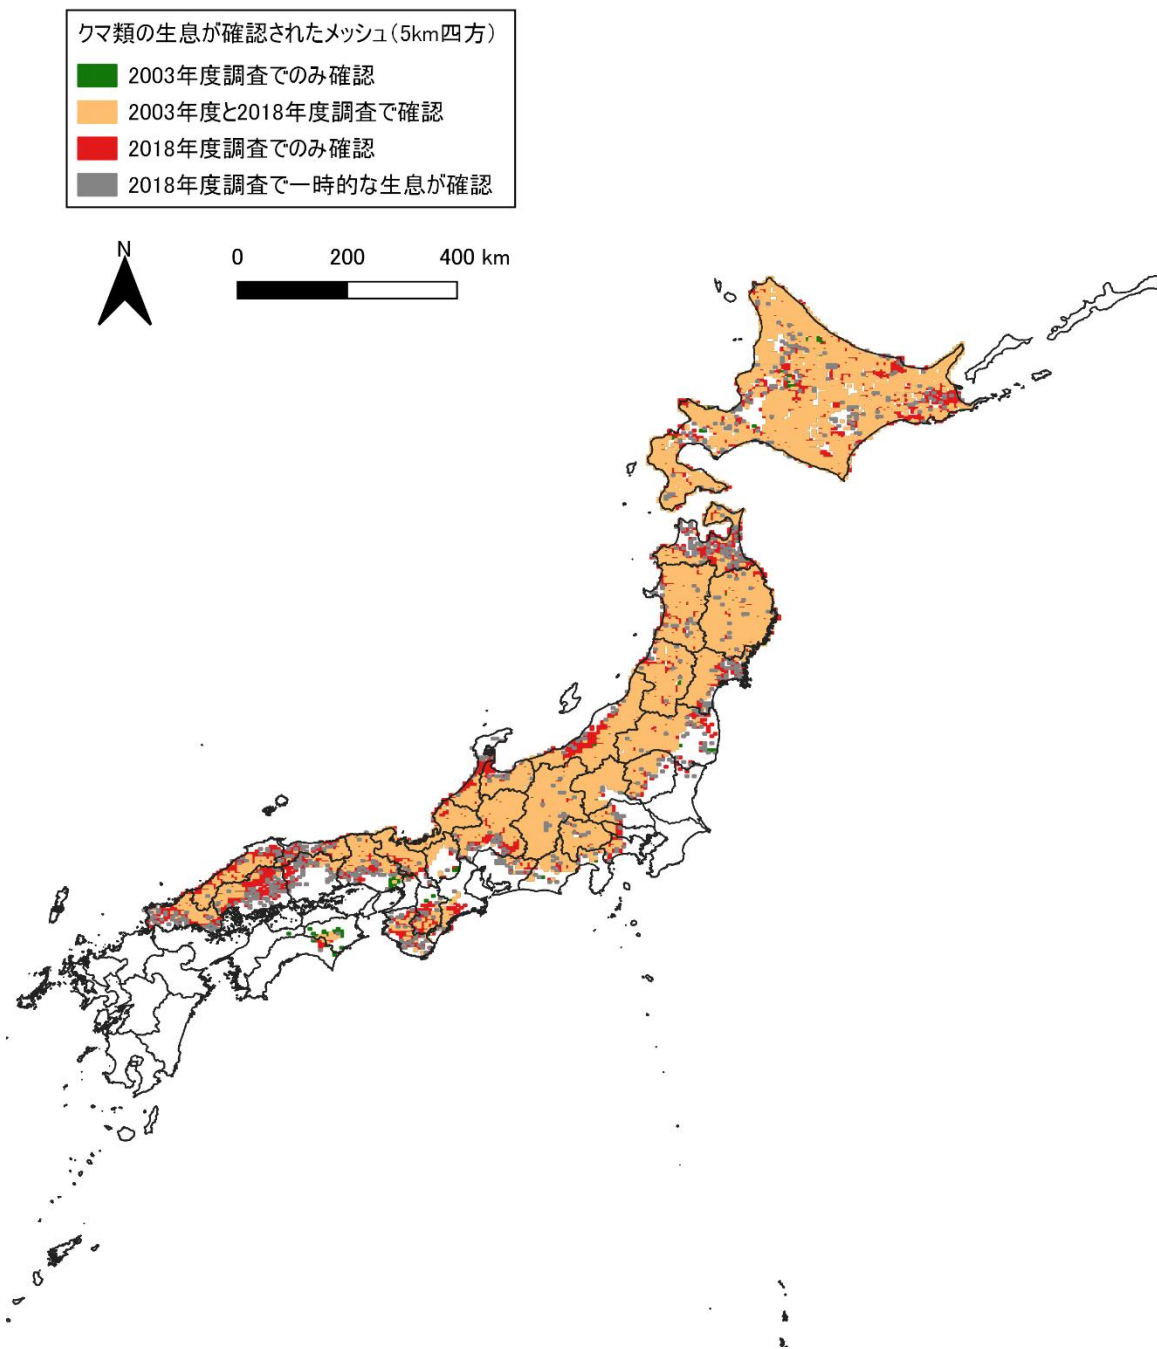 クマ類の生息が確認されたメッシュ(5km四方)
2003年度調査でのみ確認
2003年度と2018年度調査で確認
2018年度調査でのみ確認
2018年度調査で一時的な生息が確認
N
0 200 400 km